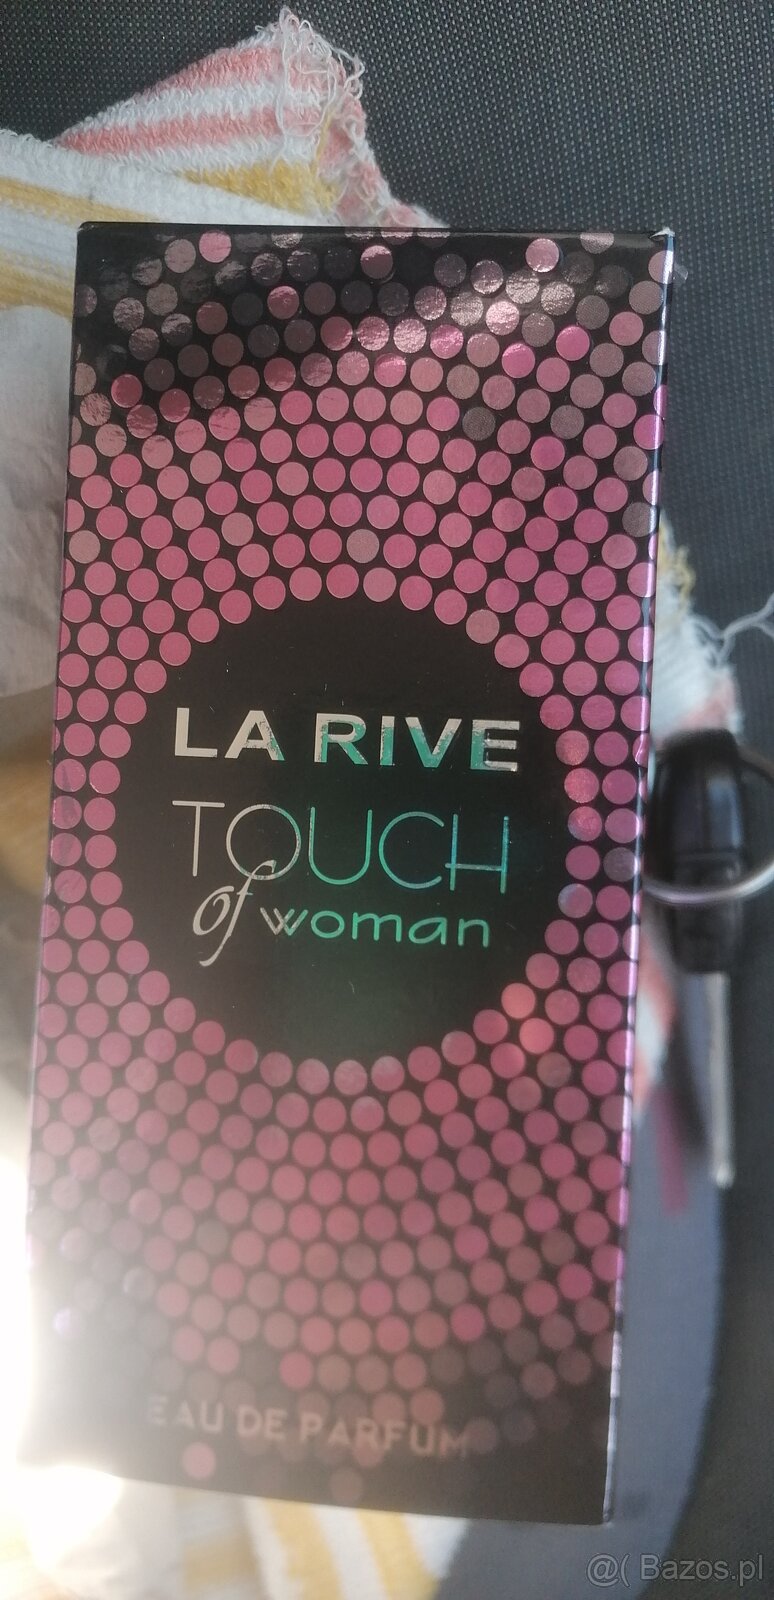 LA RIVE
TOUCH
of woman
EAU DE PARFUM
@( Bazos.pl